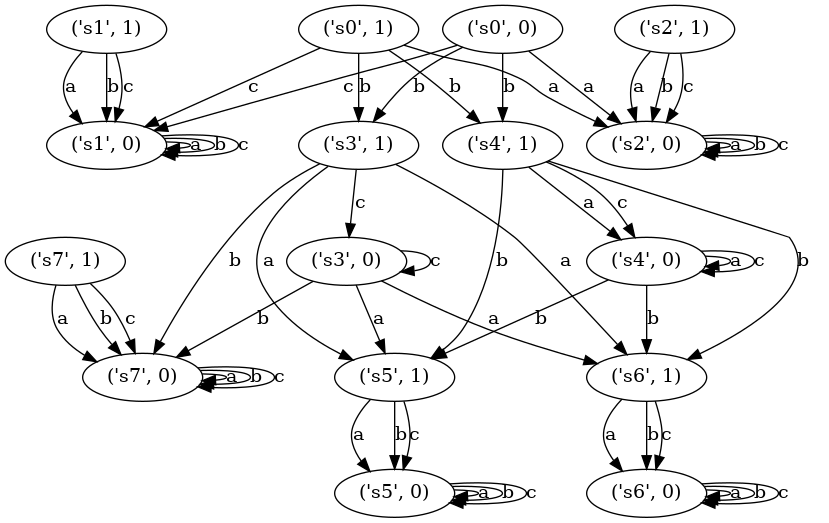 ('s1', 1) ('s0', 1) ('s0', 0) ('s2', 1)
a b c c b b c b b a a a b c
('s1', 0) a b c ('s3', 1) ('s4', 1) ('s2', 0) a b c
c a c
('s7', 1) b a ('s3', 0) c b a ('s4', 0) a c b
a b c b a a b b
('s7', 0) a b c ('s5', 1) ('s6', 1)
a b c a b c
('s5', 0) a b c ('s6', 0) a b c